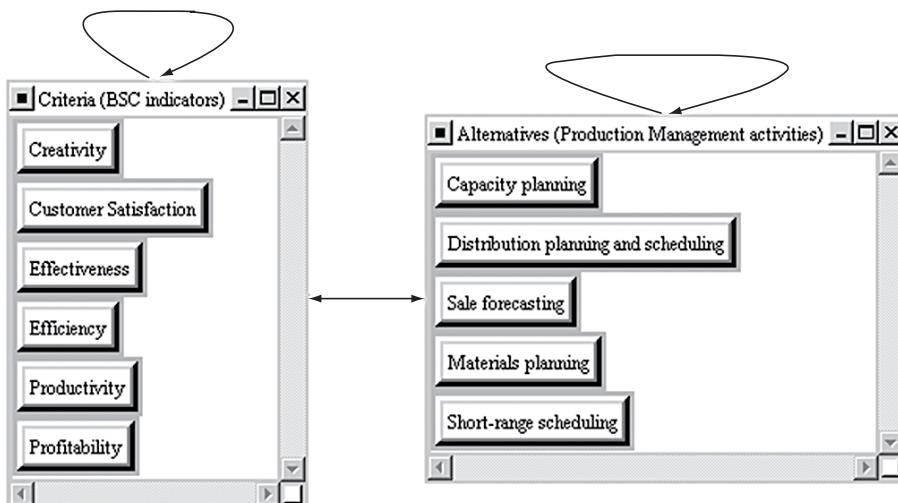 Criteria (BSC indicators)
Creativity
Customer Satisfaction
Effectiveness
Efficiency
Productivity
Profitability
Alternatives (Production Management activities)
Capacity planning
Distribution planning and scheduling
Sale forecasting
Materials planning
Short-range scheduling